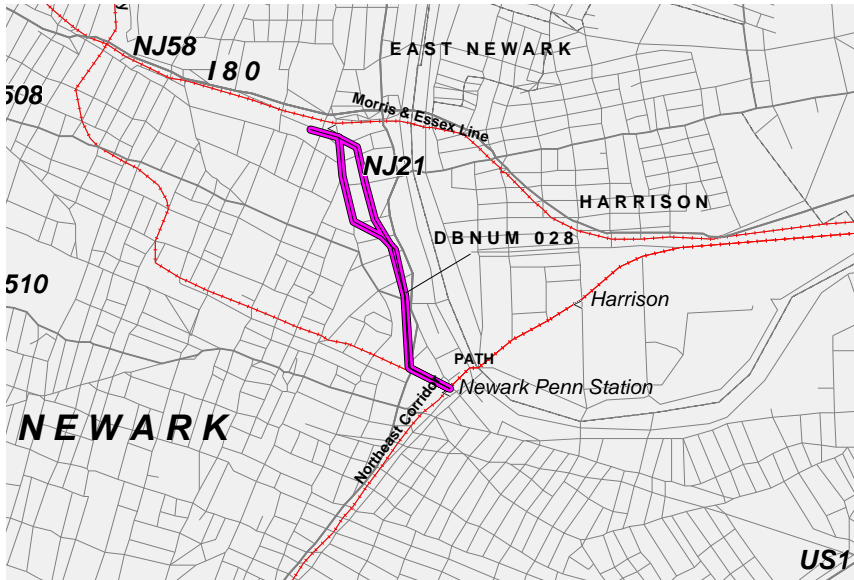 NJ58
I80
EAST NEWARK
508
Morris & Essex Line
NJ21
HARRISON
DBNUM 028
510
Harrison
PATH
Newark Penn Station
NEWARK
Northeast Corridor
US1